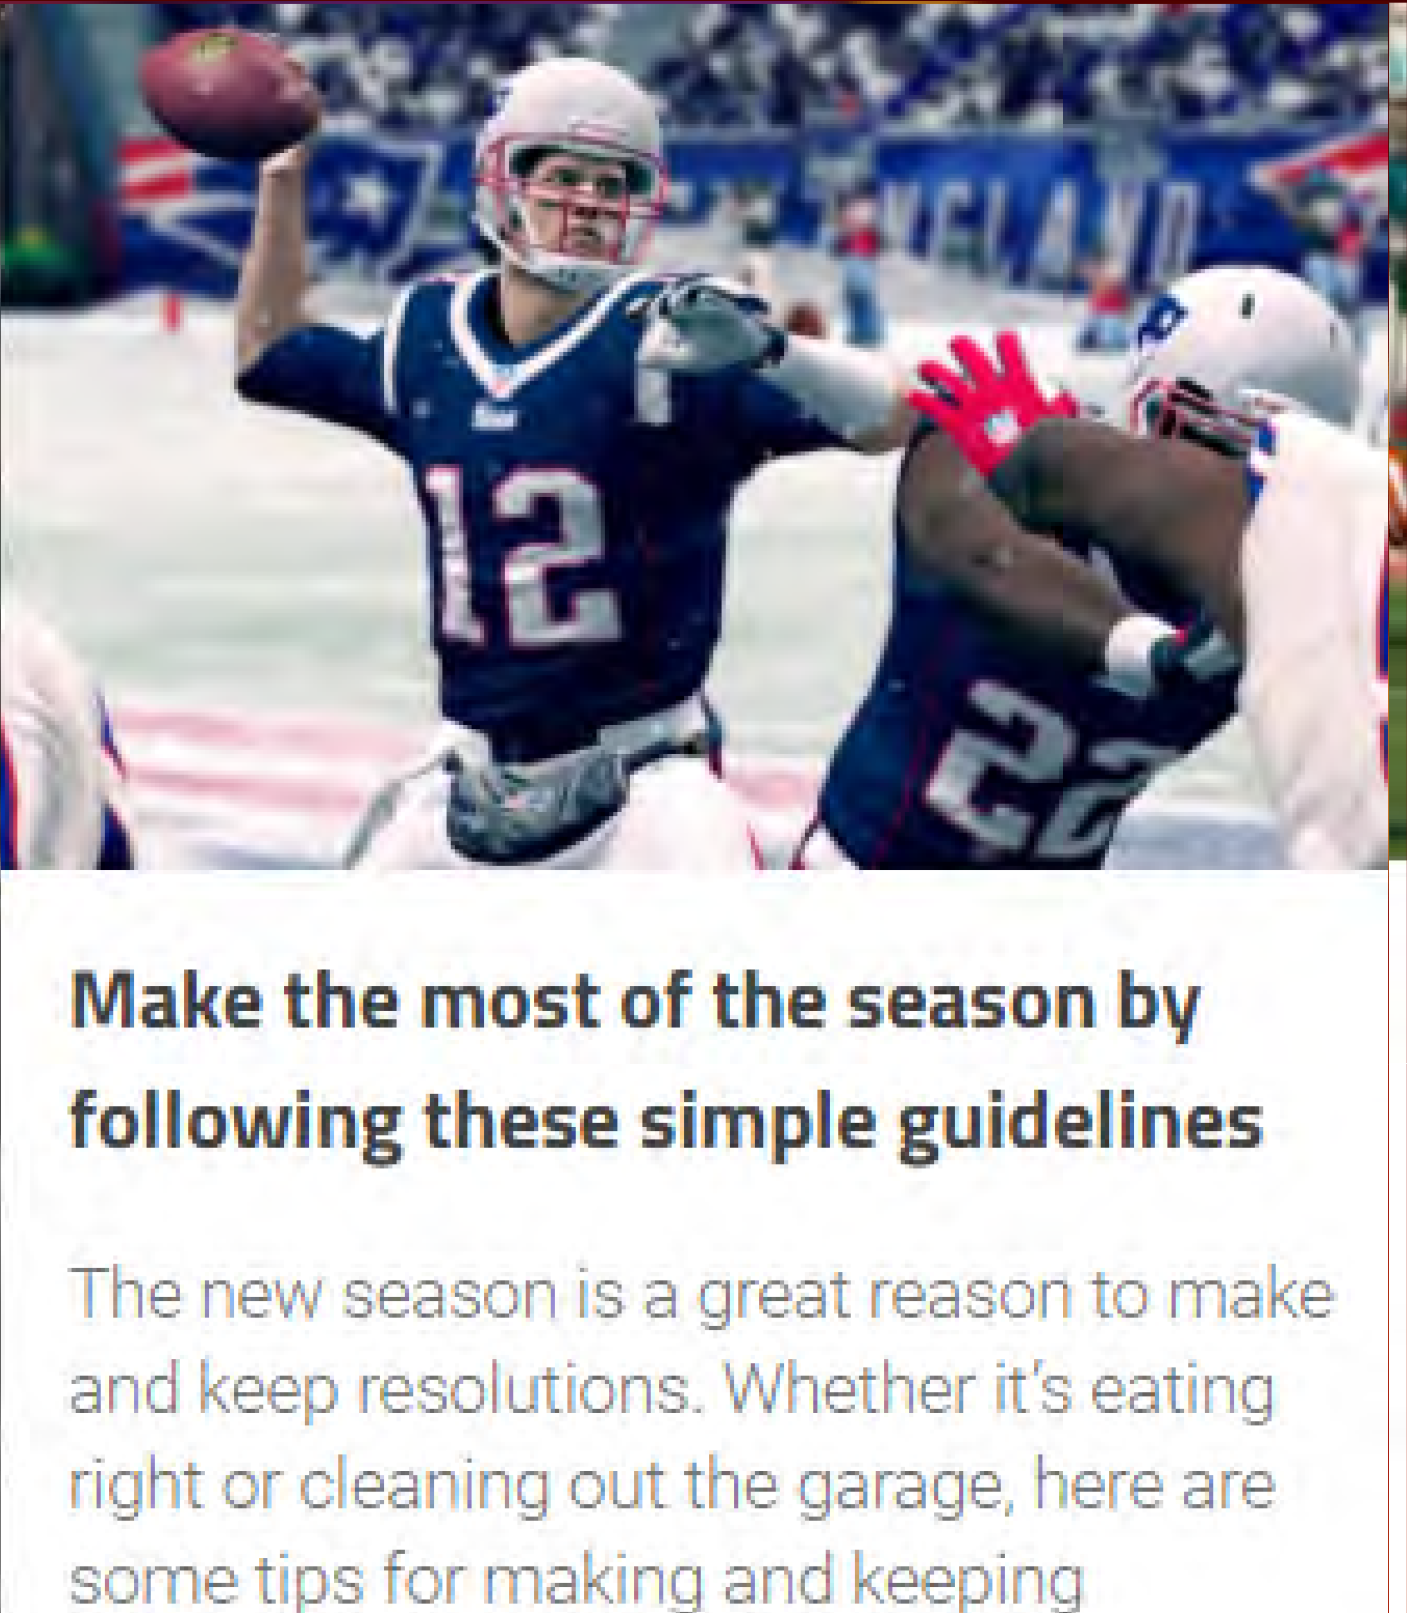 NGLAND
12
22
Make the most of the season by
following these simple guidelines
The new season is a great reason to make
and keep resolutions. Whether it's eating
right or cleaning out the garage, here are
some tips for making and keeping